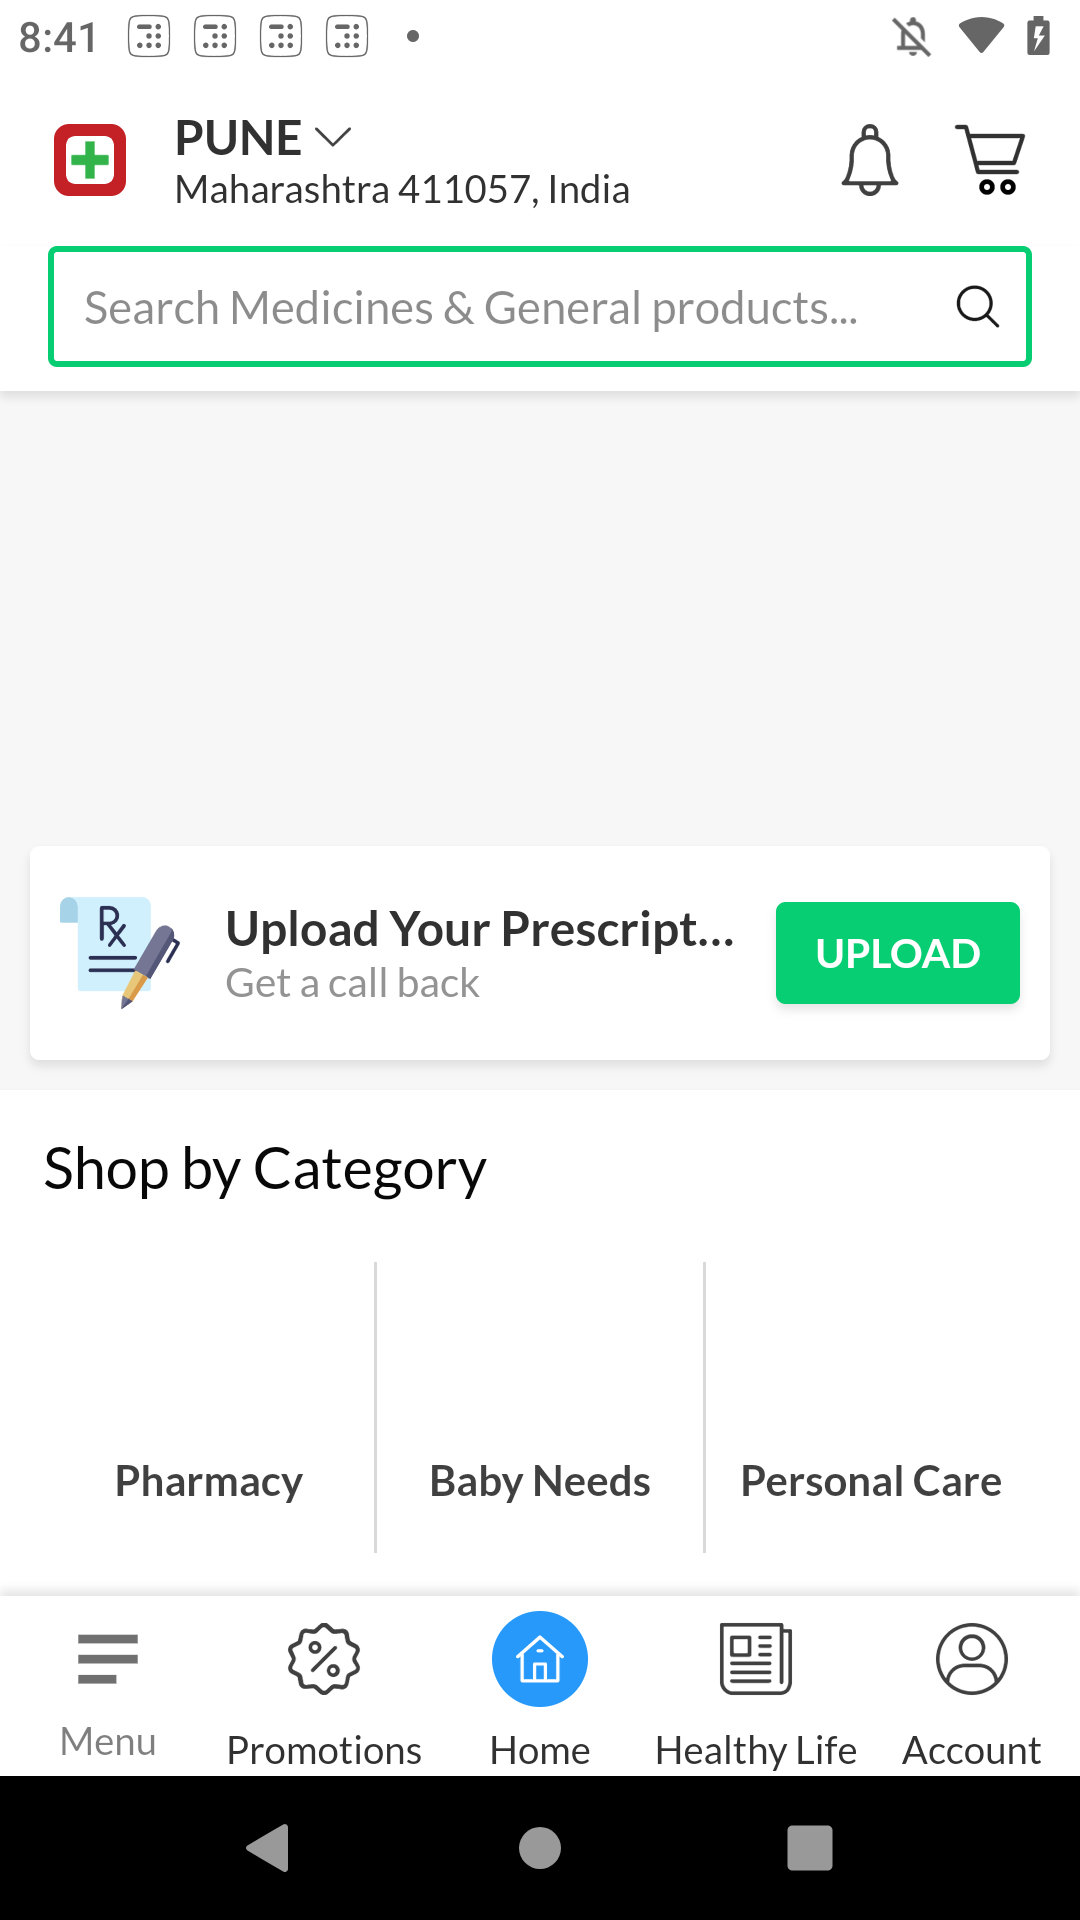 8:41
PUNE
Maharashtra 411057, India
Search Medicines & General products...
Rx
Upload Your Prescript...
Get a call back
UPLOAD
Shop by Category
Pharmacy
Baby Needs
Personal Care
Menu
Promotions
Home
Healthy Life
Account